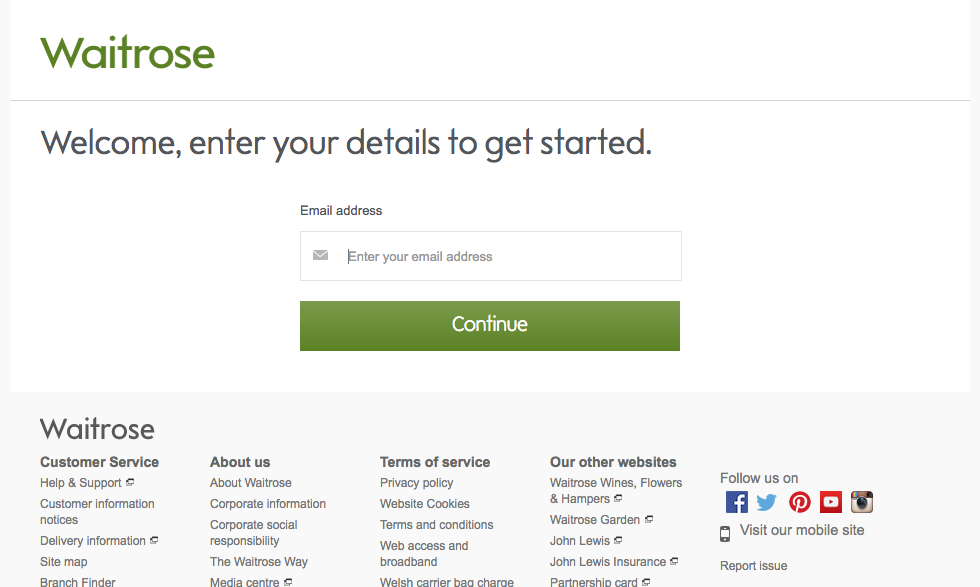 Waitrose
Welcome, enter your details to get started.
Email address
Enter your email address
Continue
Waitrose
Customer Service
Help & Support
Customer information
notices
Delivery information
Site map
Branch Finder
About us
About Waitrose
Corporate information
Corporate social
responsibility
The Waitrose Way
Media centre
Terms of service
Privacy policy
Website Cookies
Terms and conditions
Web access and
broadband
Welsh carrier bag charge
Our other websites
Waitrose Wines, Flowers
& Hampers
Waitrose Garden
John Lewis
John Lewis Insurance
Partnership card
Follow us on
Visit our mobile site
Report issue